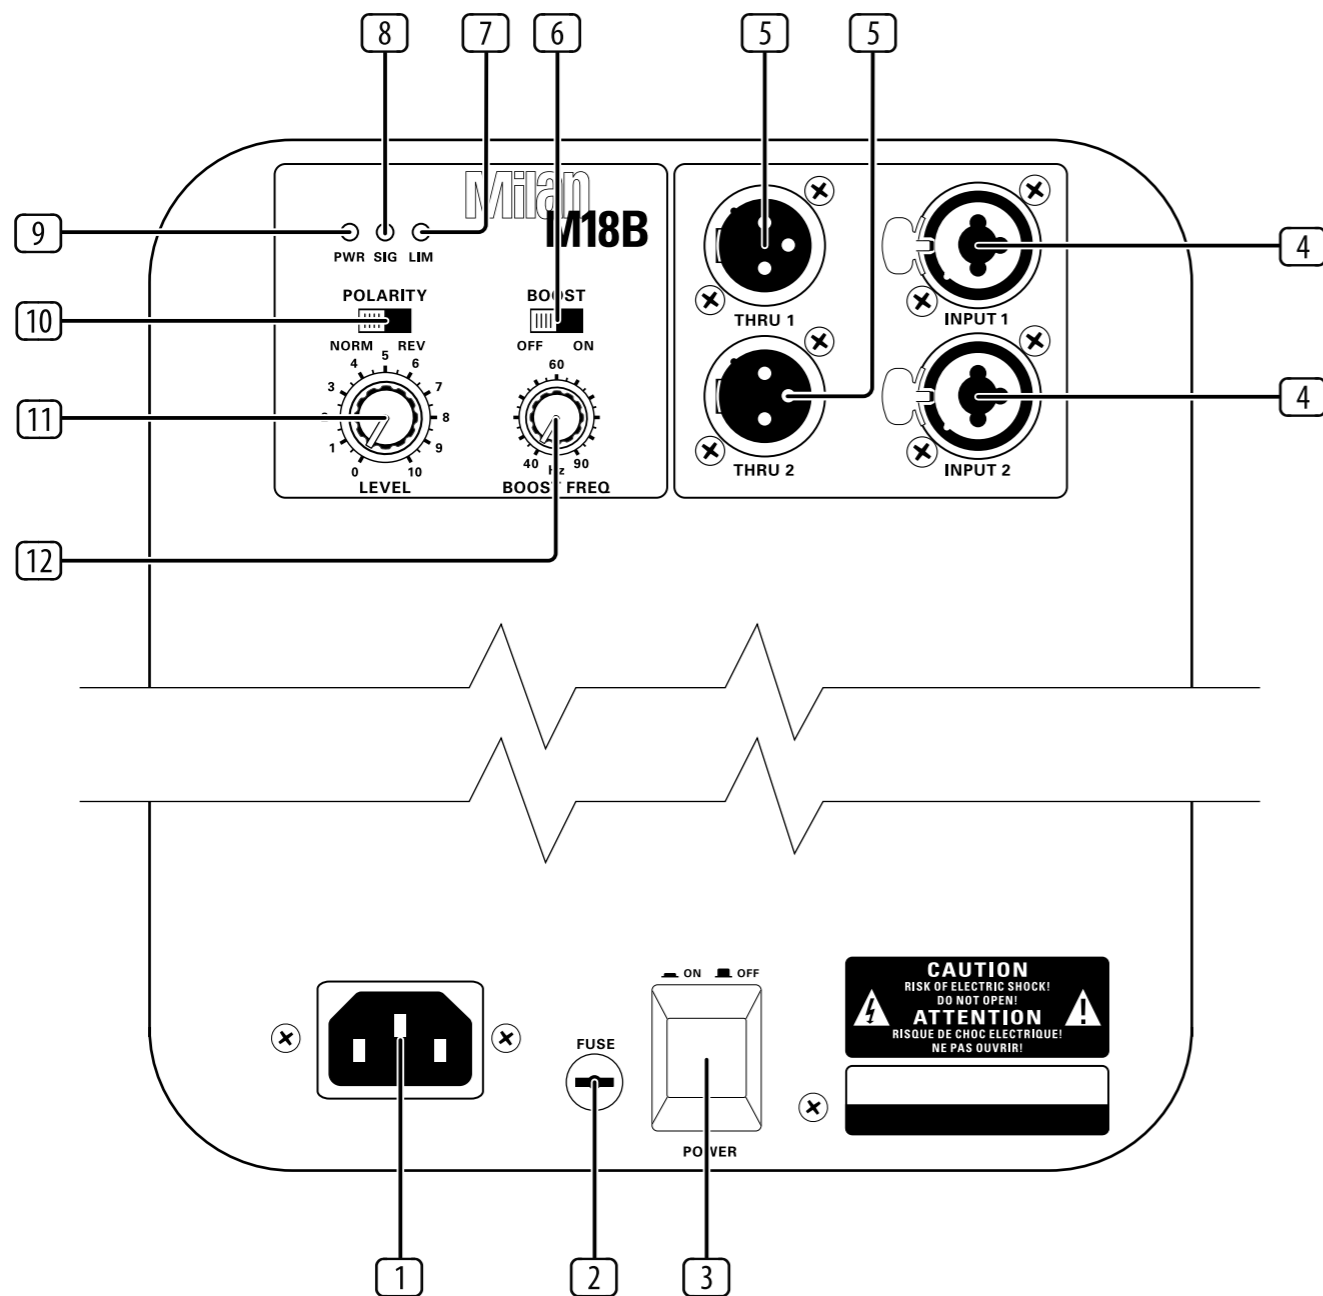 8 7 6 5 5
Milan
M18B
9
PWR SIG LIM
4
POLARITY BOOST
10
NORM REV OFF ON
THRU 1 INPUT 1
0 1 2 3 4 5 6 7 8 9 10
11
LEVEL
60
40 Hz 90
BOOST FREQ
4
THRU 2 INPUT 2
12
ON OFF
FUSE
POWER
CAUTION
RISK OF ELECTRIC SHOCK!
DO NOT OPEN!
ATTENTION
RISQUE DE CHOC ELECTRIQUE!
NE PAS OUVRIR!
1 2 3